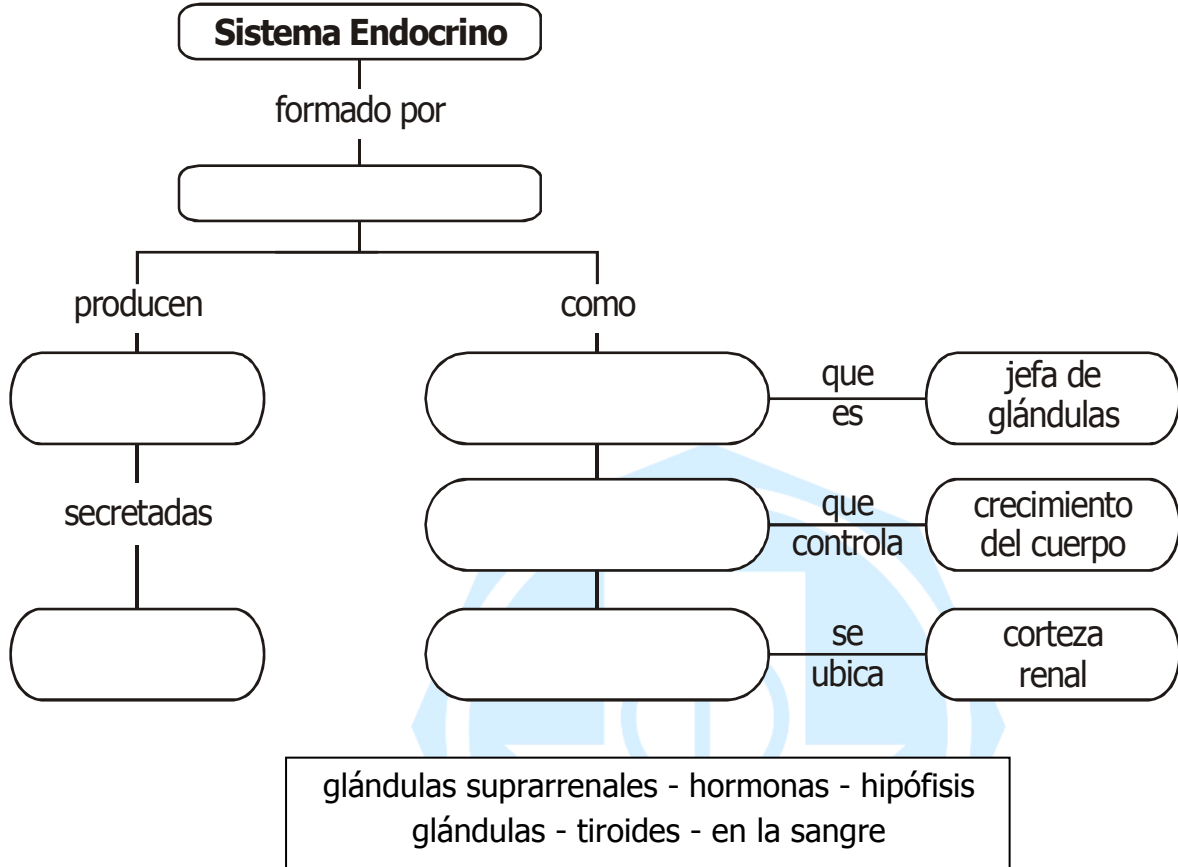 Sistema Endocrino
formado por
producen
como
que
es
jefa de
glándulas
secretadas
que
controla
crecimiento
del cuerpo
se
ubica
corteza
renal
glándulas suprarrenales - hormonas - hipófisis
glándulas - tiroides - en la sangre